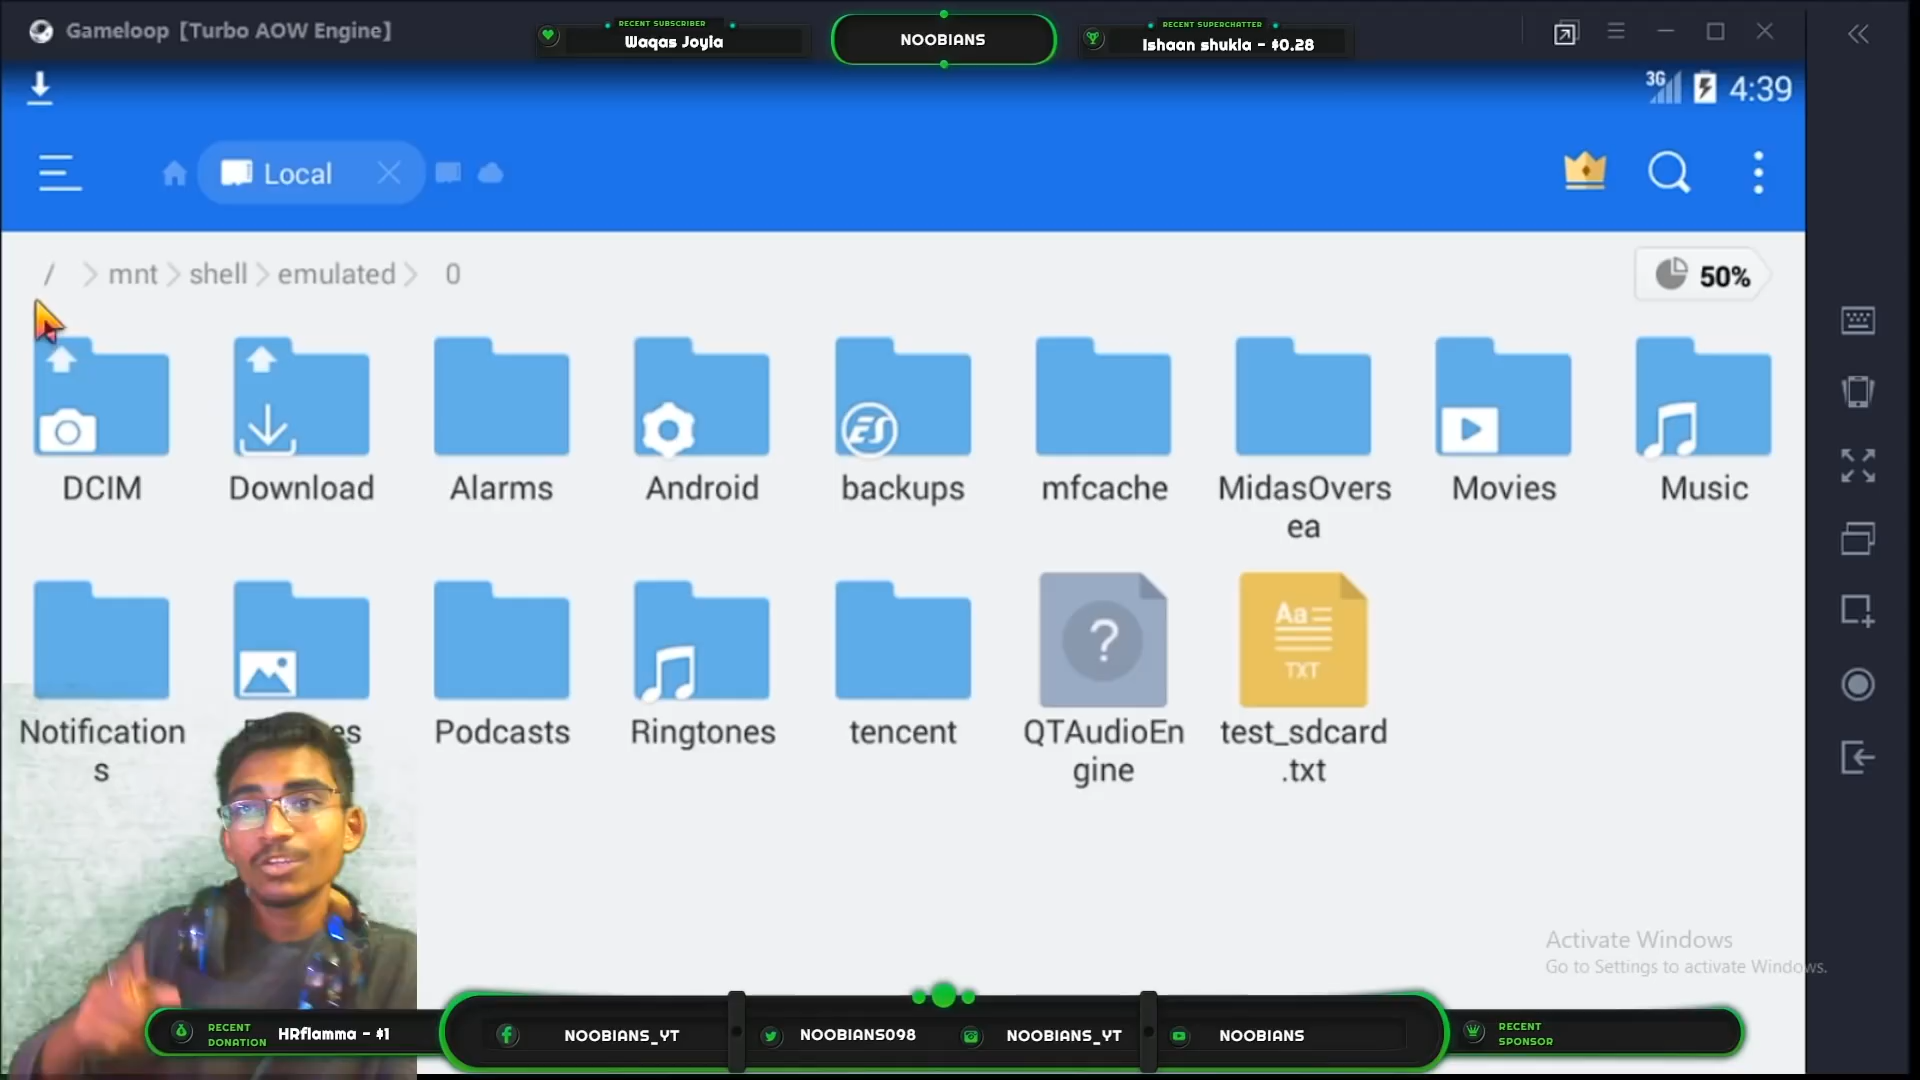 Gameloop [Turbo AOW Engine]
RECENT SUBSCRIBER
Waqas Joyia
NOOBIANS
RECENT SUPERCHATTER
Ishaan shukla - $0.28
3G
4:39
Local
/ mnt shell emulated 0
50%
DCIM
Download
Alarms
Android
ES
backups
mfcache
MidasOvers
ea
Movies
Music
Notification
s
Podcasts
Ringtones
tencent
?
QTAudioEn
gine
Aa
TXT
test_sdcard
.txt
Activate Windows
Go to Settings to activate Windows.
RECENT
DONATION
HRflamma - $1
NOOBIANS_YT
NOOBIANS098
NOOBIANS_YT
NOOBIANS
RECENT
SPONSOR